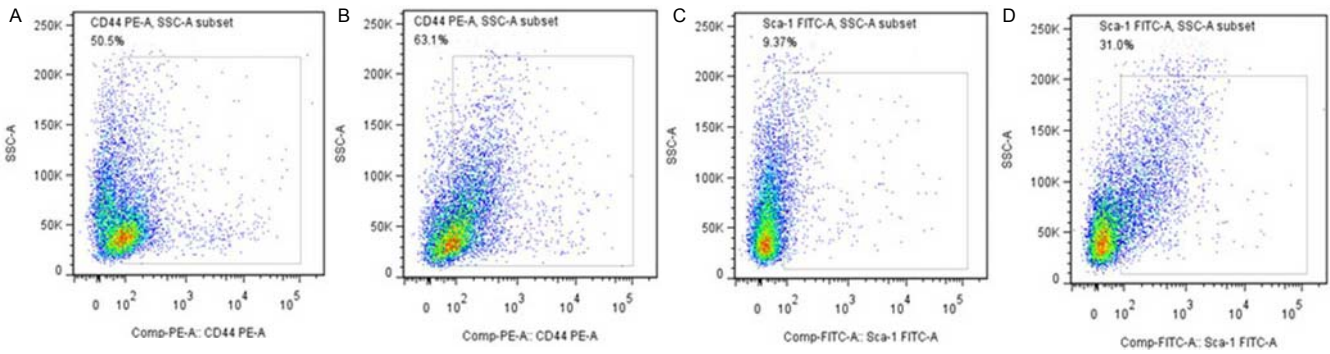 A
CD44 PE-A, SSC-A subset
50.5%
250K
200K
150K
100K
50K
0
SSC-A
0 10^2 10^3 10^4 10^5
Comp-PE-A:: CD44 PE-A
B
CD44 PE-A, SSC-A subset
63.1%
250K
200K
150K
100K
50K
0
SSC-A
0 10^2 10^3 10^4 10^5
Comp-PE-A:: CD44 PE-A
C
Sca-1 FITC-A, SSC-A subset
9.37%
250K
200K
150K
100K
50K
0
SSC-A
0 10^2 10^3 10^4 10^5
Comp-FITC-A:: Sca-1 FITC-A
D
Sca-1 FITC-A, SSC-A subset
31.0%
250K
200K
150K
100K
50K
0
SSC-A
0 10^2 10^3 10^4 10^5
Comp-FITC-A:: Sca-1 FITC-A